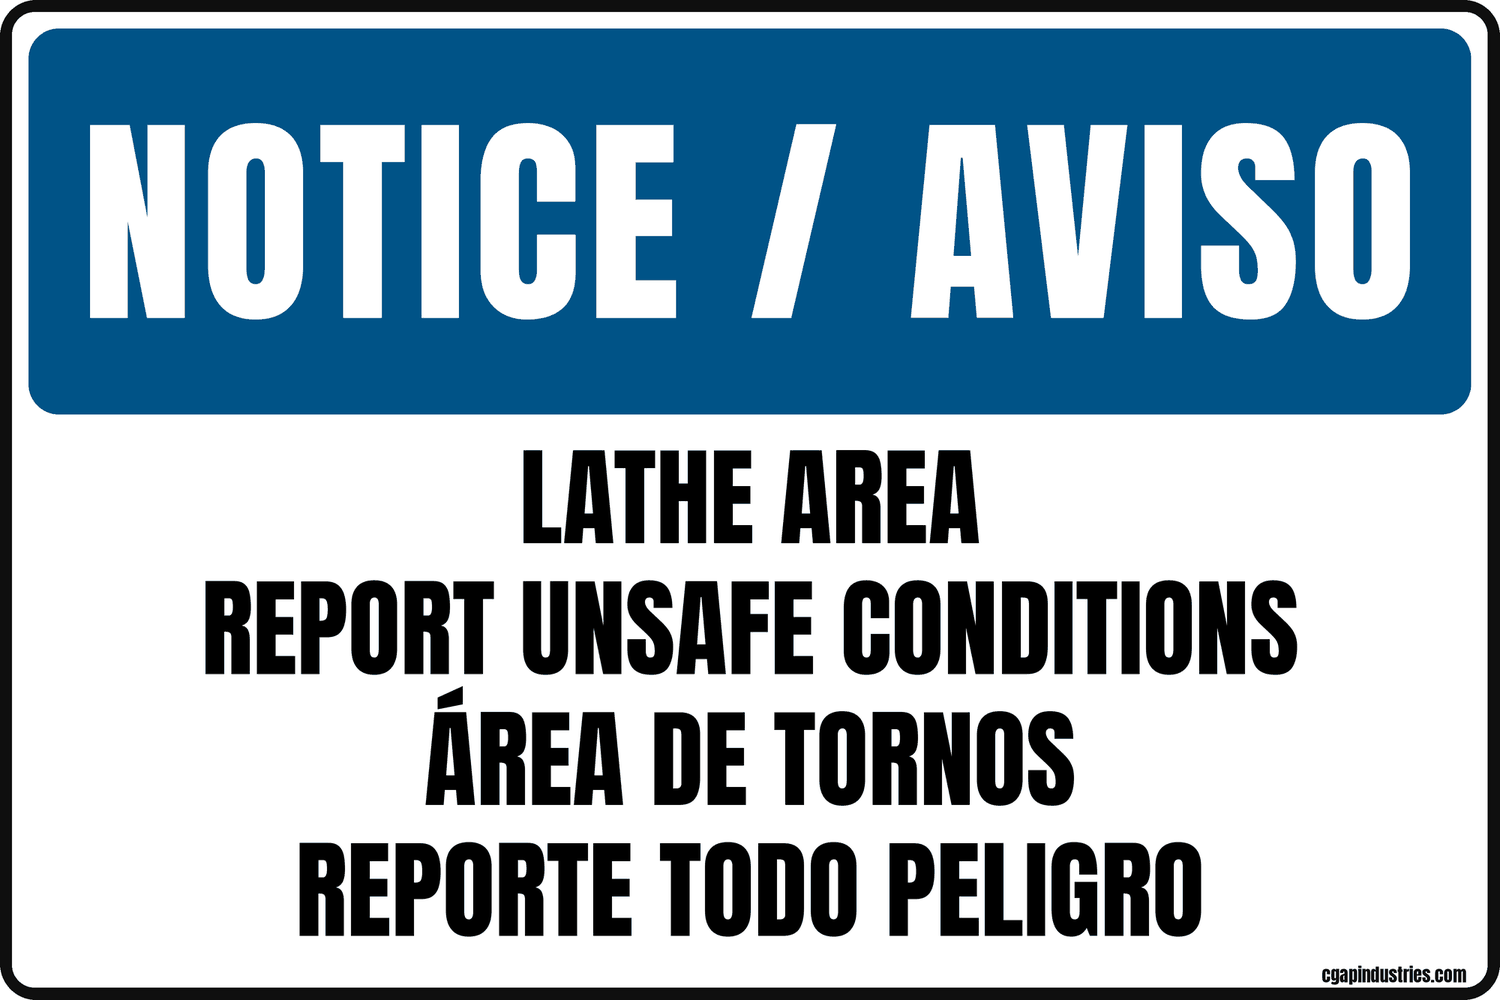 NOTICE / AVISO
LATHE AREA
REPORT UNSAFE CONDITIONS
ÁREA DE TORNOS
REPORTE TODO PELIGRO
cgapindustries.com